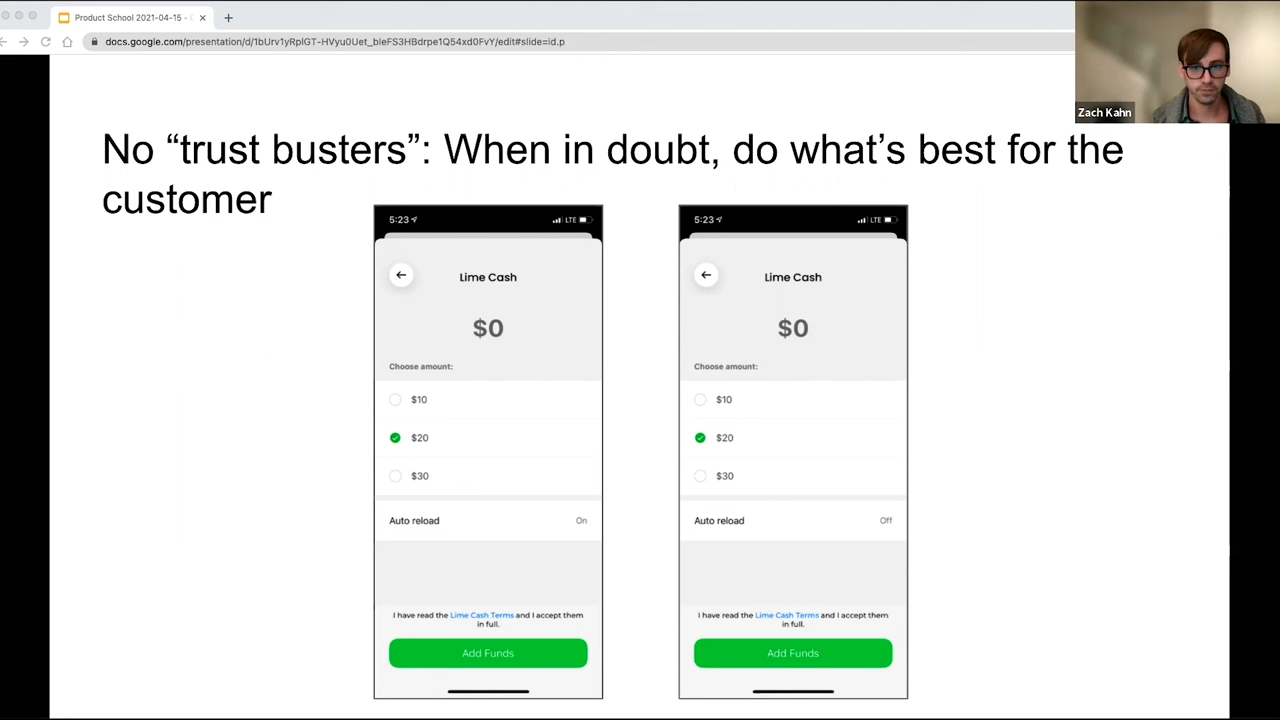 Product School 2021-04-15 -
docs.google.com/presentation/d/1bUrv1yRplGT-HVyu0Uet_bleFS3HBdrpe1Q54xd0FvY/edit#slide=id.p
Zach Kahn
No “trust busters”: When in doubt, do what’s best for the
customer
5:23
LTE
Lime Cash
$0
Choose amount:
$10
$20
$30
Auto reload On
I have read the Lime Cash Terms and I accept them
in full.
Add Funds
5:23
LTE
Lime Cash
$0
Choose amount:
$10
$20
$30
Auto reload Off
I have read the Lime Cash Terms and I accept them
in full.
Add Funds